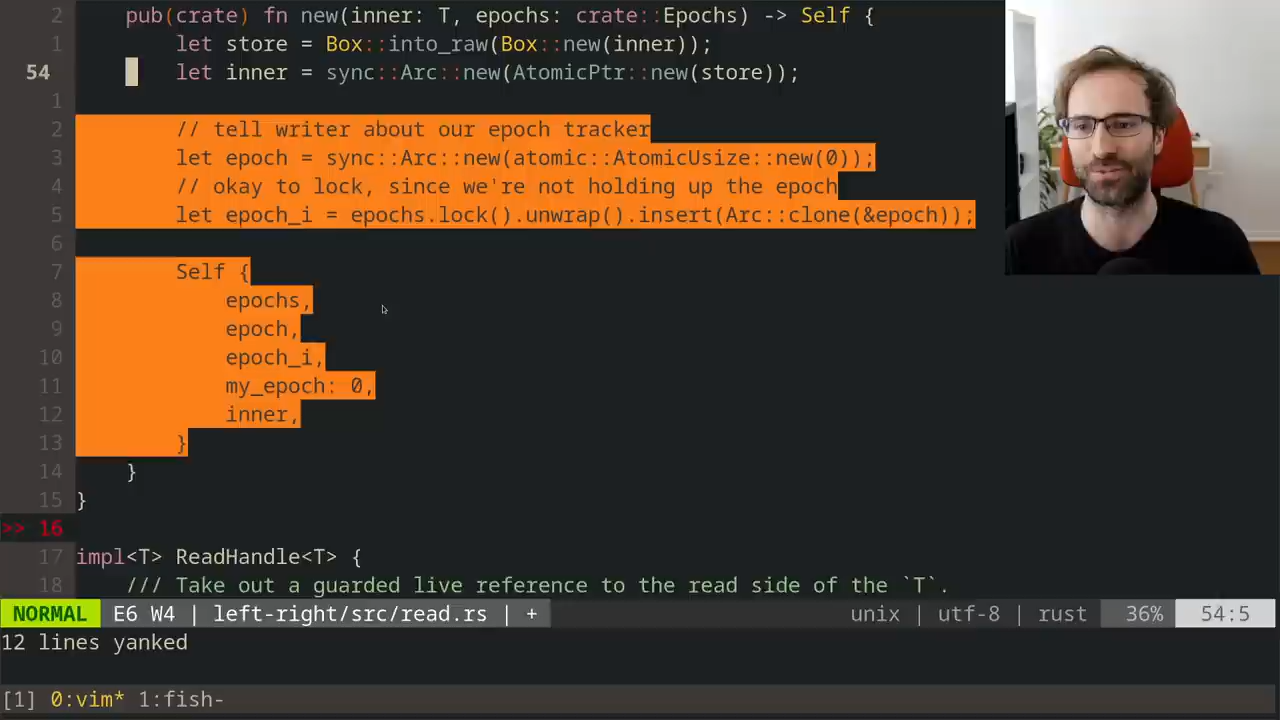 2     pub(crate) fn new(inner: T, epochs: crate::Epochs) -> Self {
1         let store = Box::into_raw(Box::new(inner));
54         let inner = sync::Arc::new(AtomicPtr::new(store));
1
2         // tell writer about our epoch tracker
3         let epoch = sync::Arc::new(atomic::AtomicUsize::new(0));
4         // okay to lock, since we're not holding up the epoch
5         let epoch_i = epochs.lock().unwrap().insert(Arc::clone(&epoch));
6
7         Self {
8             epochs,
9             epoch,
10             epoch_i,
11             my_epoch: 0,
12             inner,
13         }
14     }
15 }
>> 16
17 impl<T> ReadHandle<T> {
18     /// Take out a guarded live reference to the read side of the `T`.
NORMAL E6 W4 | left-right/src/read.rs | + unix | utf-8 | rust 36% 54:5
12 lines yanked
[1] 0:vim* 1:fish-